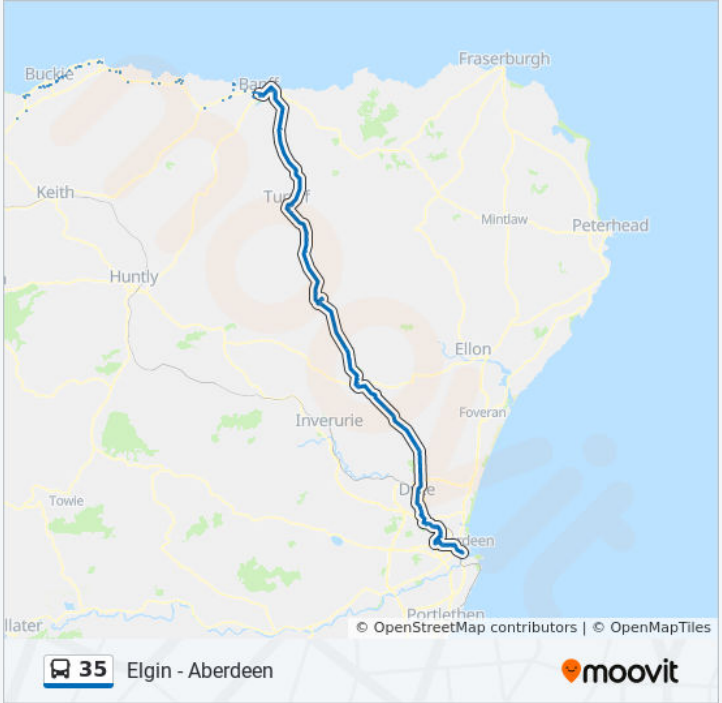 Fraserburgh
Buckie
Banff
Keith
Turriff
Mintlaw
Peterhead
Huntly
Ellon
Inverurie
Foveran
Dyce
Towie
Aberdeen
Portlethen
llater
© OpenStreetMap contributors | © OpenMapTiles
35 Elgin - Aberdeen
moovit